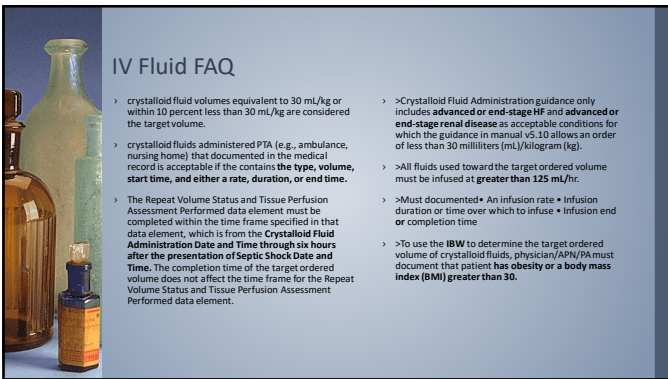 IV Fluid FAQ
› crystalloid fluid volumes equivalent to 30 mL/kg or
within 10 percent less than 30 mL/kg are considered
the target volume.
› crystalloid fluids administered PTA (e.g., ambulance,
nursing home) that documented in the medical
record is acceptable if the contains the type, volume,
start time, and either a rate, duration, or end time.
› The Repeat Volume Status and Tissue Perfusion
Assessment Performed data element must be
completed within the time frame specified in that
data element, which is from the Crystalloid Fluid
Administration Date and Time through six hours
after the presentation of Septic Shock Date and
Time. The completion time of the target ordered
volume does not affect the time frame for the Repeat
Volume Status and Tissue Perfusion Assessment
Performed data element.
› >Crystalloid Fluid Administration guidance only
includes advanced or end-stage HF and advanced or
end-stage renal disease as acceptable conditions for
which the guidance in manual v5.10 allows an order
of less than 30 milliliters (mL)/kilogram (kg).
› >All fluids used toward the target ordered volume
must be infused at greater than 125 mL/hr.
› >Must documented• An infusion rate • Infusion
duration or time over which to infuse • Infusion end
or completion time
› >To use the IBW to determine the target ordered
volume of crystalloid fluids, physician/APN/PA must
document that patient has obesity or a body mass
index (BMI) greater than 30.